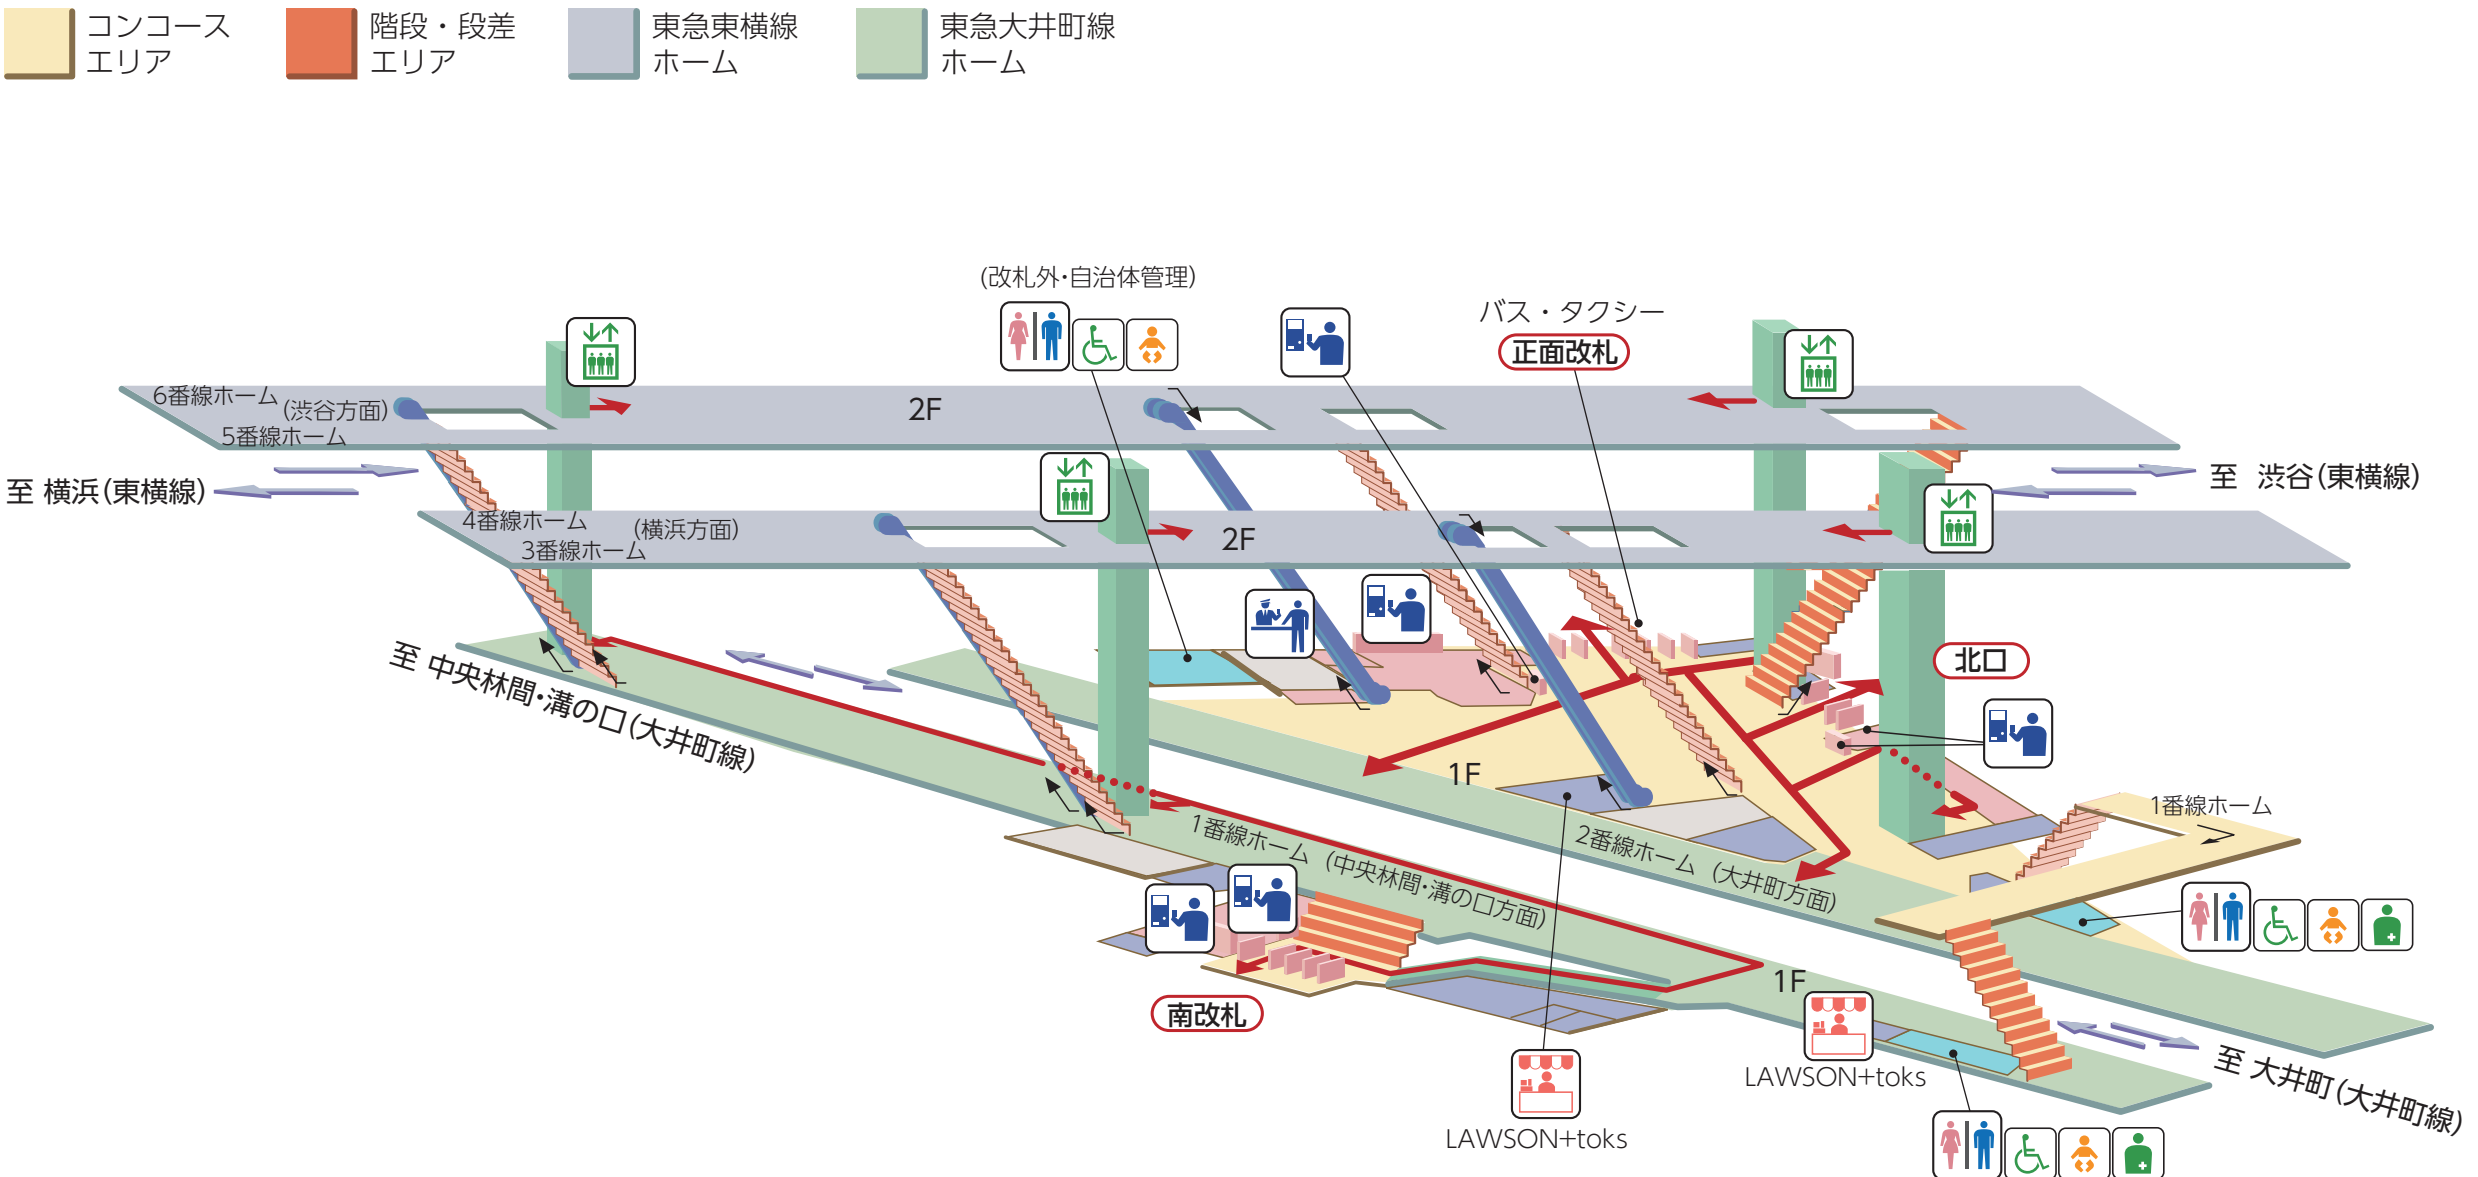 コンコース
エリア
階段・段差
エリア
東急東横線
ホーム
東急大井町線
ホーム
(改札外・自治体管理)
バス・タクシー
正面改札
6番線ホーム
(渋谷方面)
5番線ホーム
2F
至 横浜(東横線)
至 渋谷(東横線)
4番線ホーム
(横浜方面)
3番線ホーム
2F
至 中央林間・溝の口(大井町線)
北口
1F
1番線ホーム
1番線ホーム (中央林間・溝の口方面)
2番線ホーム (大井町方面)
南改札
1F
LAWSON+toks
至 大井町(大井町線)
LAWSON+toks